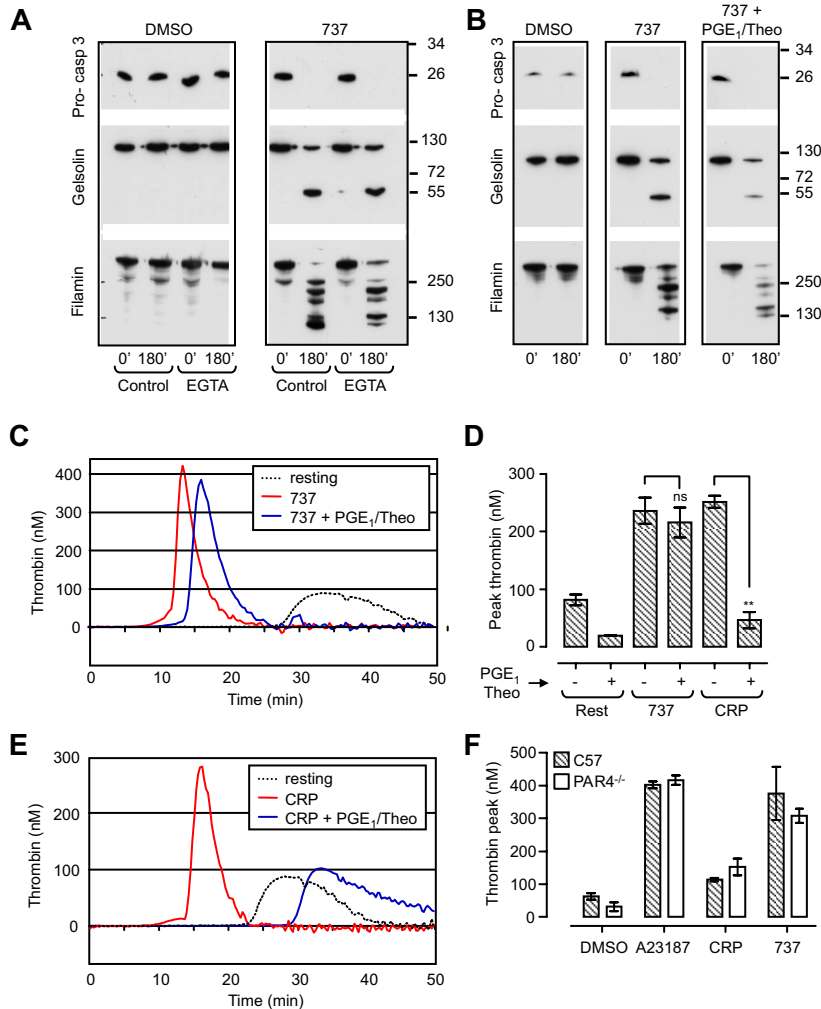 A
DMSO
737
Pro- casp 3
34
26
Gelsolin
130
72
55
Filamin
250
130
0' 180' 0' 180'
0' 180' 0' 180'
Control EGTA
Control EGTA
B
DMSO
737
737 +
PGE1/Theo
Pro- casp 3
34
26
Gelsolin
130
72
55
Filamin
250
130
0' 180'
0' 180'
0' 180'
C
Thrombin (nM)
400
300
200
100
0
resting
737
737 + PGE1/Theo
0 10 20 30 40 50
Time (min)
D
Peak thrombin (nM)
300
200
100
0
ns
**
PGE1
Theo
- + - + - +
Rest 737 CRP
E
Thrombin (nM)
300
200
100
0
resting
CRP
CRP + PGE1/Theo
0 10 20 30 40 50
Time (min)
F
Thrombin peak (nM)
500
400
300
200
100
0
C57
PAR4-/-
DMSO A23187 CRP 737